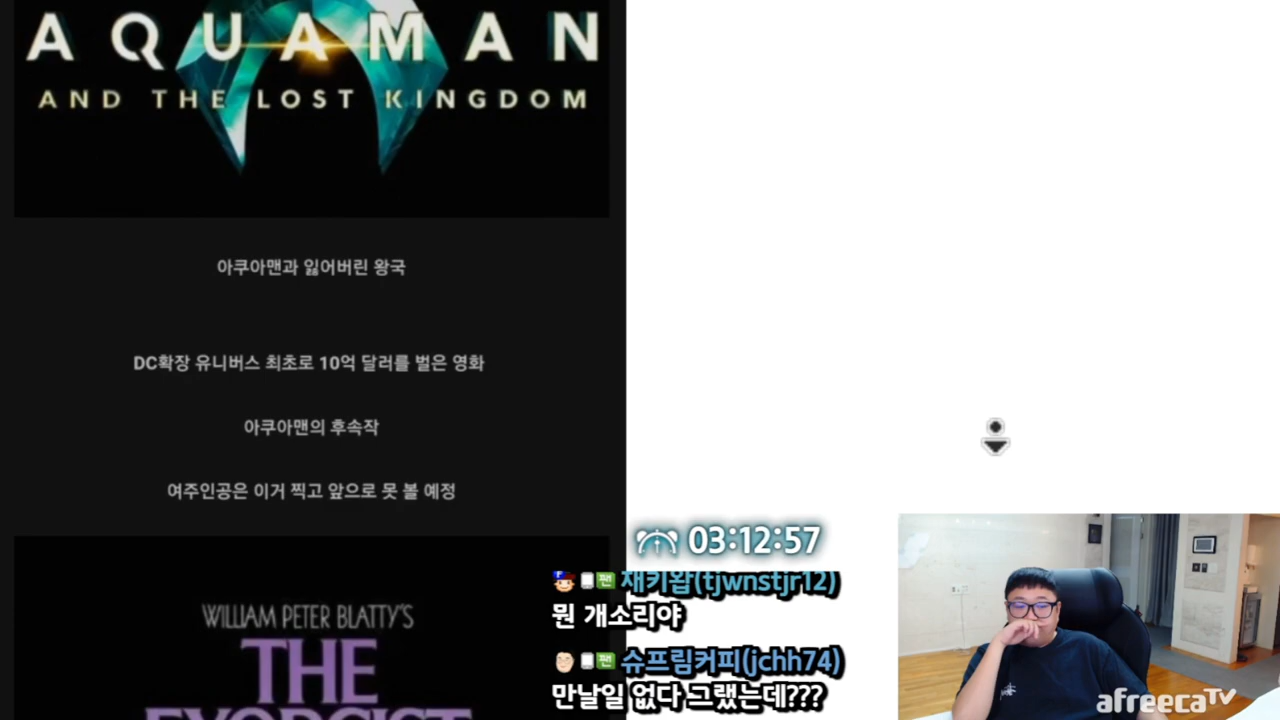 AQUAMAN
AND THE LOST KINGDOM
아쿠아맨과 잃어버린 왕국
DC확장 유니버스 최초로 10억 달러를 벌은 영화
아쿠아맨의 후속작
여주인공은 이거 찍고 앞으로 못 볼 예정
WILLIAM PETER BLATTY'S
THE
EXORCIST
03:12:57
팬 재키와(tjwnstjr12)
뭔 개소리야
팬 슈프림커피(jchh74)
만날일 없다 그랬는데???
afreecaTV